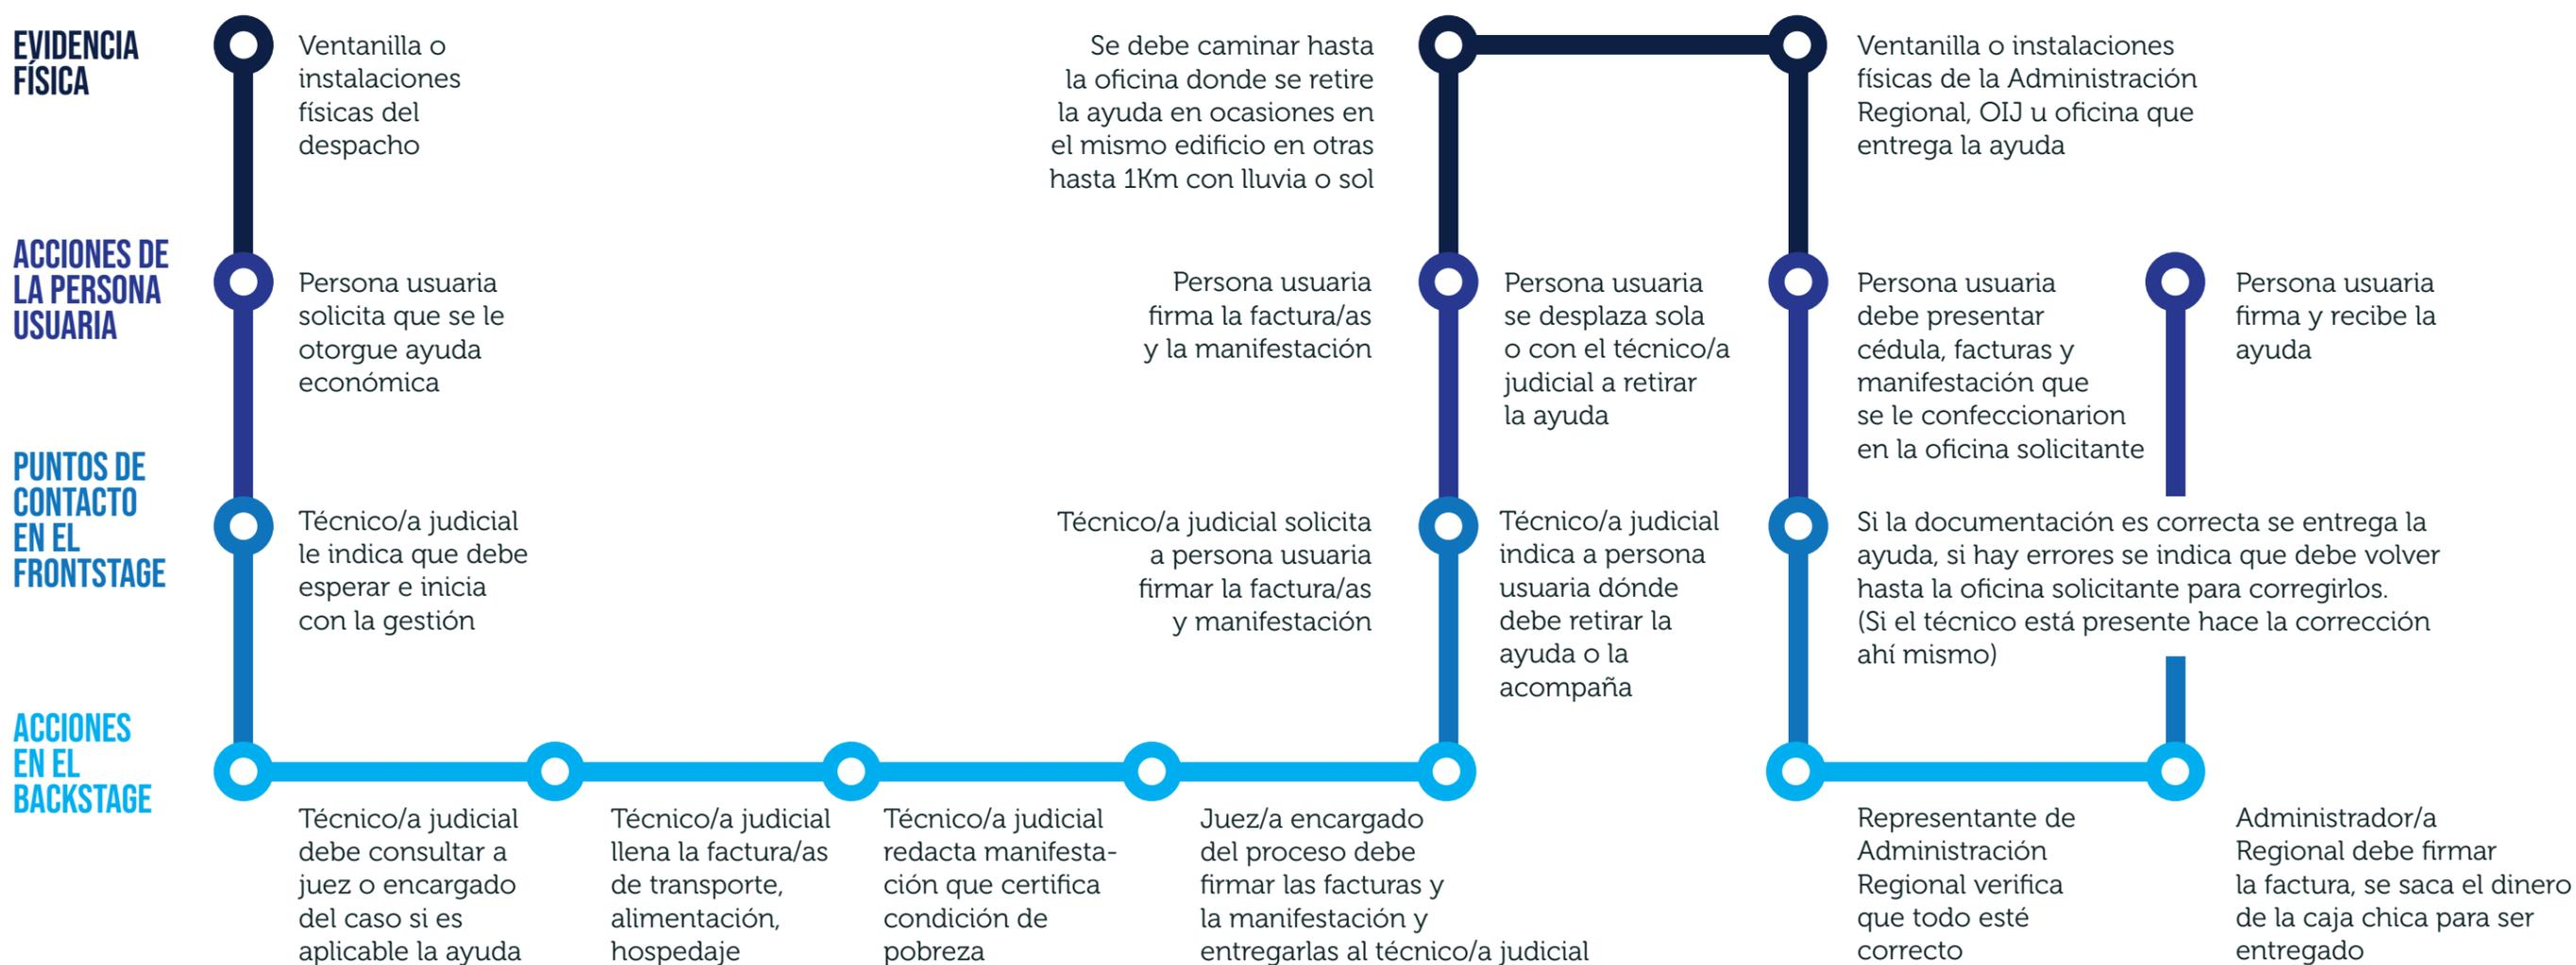 EVIDENCIA
FÍSICA
Ventanilla o
instalaciones
físicas del
despacho
Se debe caminar hasta
la oficina donde se retire
la ayuda en ocasiones en
el mismo edificio en otras
hasta 1Km con lluvia o sol
Ventanilla o instalaciones
físicas de la Administración
Regional, OIJ u oficina que
entrega la ayuda
ACCIONES DE
LA PERSONA
USUARIA
Persona usuaria
solicita que se le
otorgue ayuda
económica
Persona usuaria
firma la factura/as
y la manifestación
Persona usuaria
se desplaza sola
o con el técnico/a
judicial a retirar
la ayuda
Persona usuaria
debe presentar
cédula, facturas y
manifestación que
se le confeccionarion
en la oficina solicitante
Persona usuaria
firma y recibe la
ayuda
PUNTOS DE
CONTACTO
EN EL
FRONTSTAGE
Técnico/a judicial
le indica que debe
esperar e inicia
con la gestión
Técnico/a judicial solicita
a persona usuaria
firmar la factura/as
y manifestación
Técnico/a judicial
indica a persona
usuaria dónde
debe retirar la
ayuda o la
acompaña
Si la documentación es correcta se entrega la
ayuda, si hay errores se indica que debe volver
hasta la oficina solicitante para corregirlos.
(Si el técnico está presente hace la corrección
ahí mismo)
ACCIONES
EN EL
BACKSTAGE
Técnico/a judicial
debe consultar a
juez o encargado
del caso si es
aplicable la ayuda
Técnico/a judicial
llena la factura/as
de transporte,
alimentación,
hospedaje
Técnico/a judicial
redacta manifesta-
ción que certifica
condición de
pobreza
Juez/a encargado
del proceso debe
firmar las facturas y
la manifestación y
entregarlas al técnico/a judicial
Representante de
Administración
Regional verifica
que todo esté
correcto
Administrador/a
Regional debe firmar
la factura, se saca el dinero
de la caja chica para ser
entregado